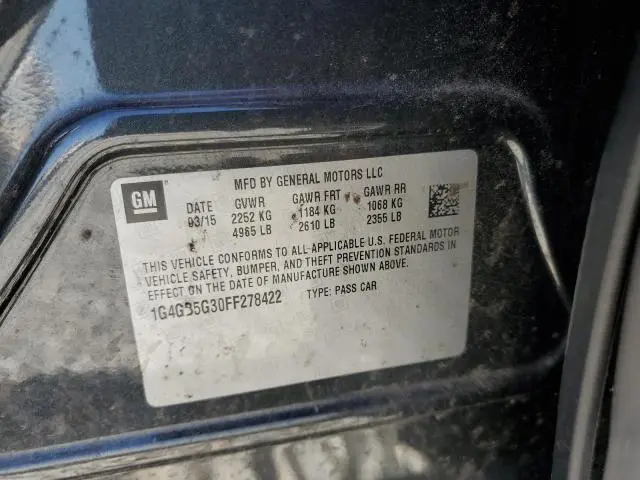 GM
MFD BY GENERAL MOTORS LLC
DATE GVWR GAWR FRT GAWR RR
03/15 2252 KG 1184 KG 1068 KG
4965 LB 2610 LB 2355 LB
THIS VEHICLE CONFORMS TO ALL APPLICABLE U.S. FEDERAL MOTOR
VEHICLE SAFETY, BUMPER, AND THEFT PREVENTION STANDARDS IN
EFFECT ON THE DATE OF MANUFACTURE SHOWN ABOVE.
1G4GB5G30FF278422 TYPE: PASS CAR